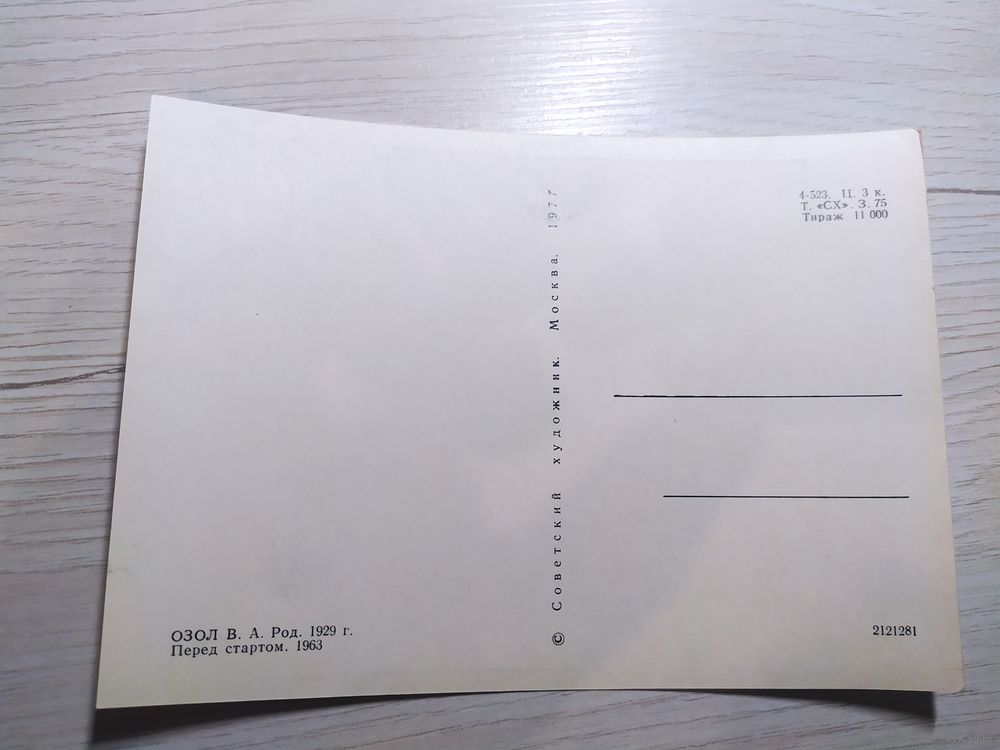 4-523. Ц. 3 к.
Т. «СХ». З. 75
Тираж 11 000
© Советский художник. Москва. 1977
ОЗОЛ В. А. Род. 1929 г.
Перед стартом. 1963
2121281